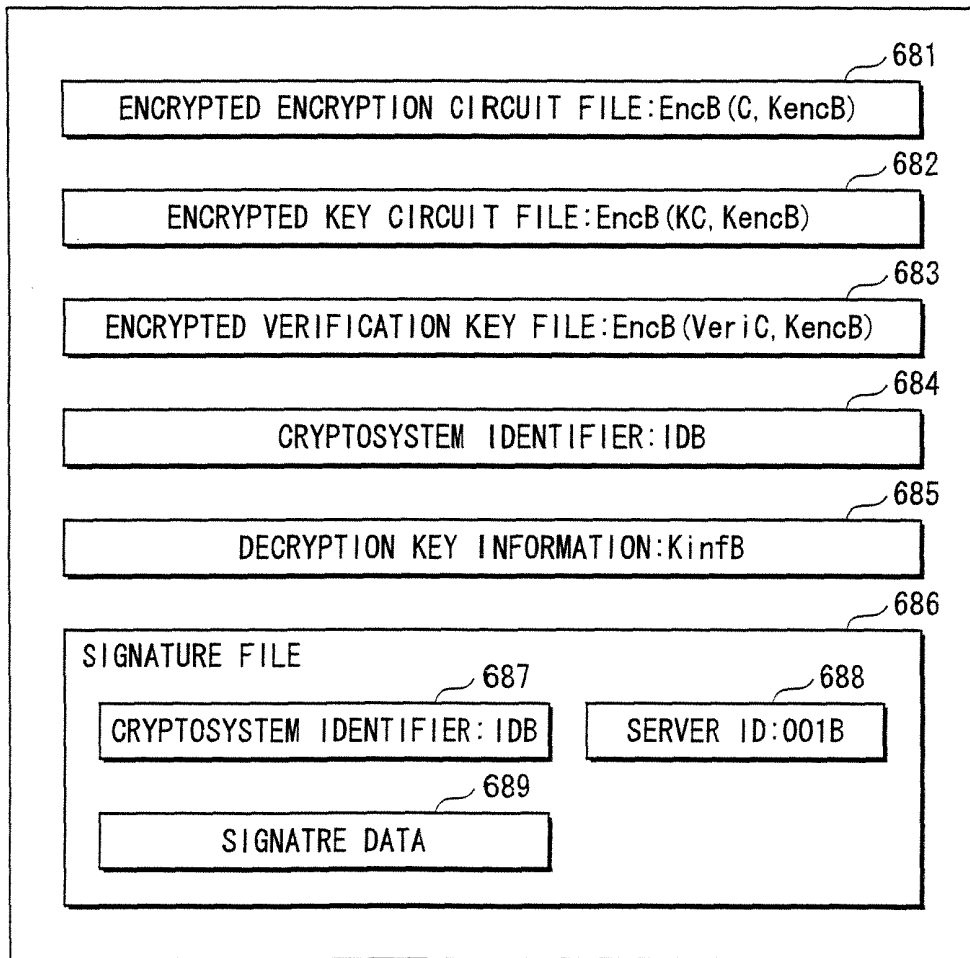 681
ENCRYPTED ENCRYPTION CIRCUIT FILE:EncB(C, KencB)
682
ENCRYPTED KEY CIRCUIT FILE:EncB(KC, KencB)
683
ENCRYPTED VERIFICATION KEY FILE:EncB(VeriC, KencB)
684
CRYPTOSYSTEM IDENTIFIER:IDB
685
DECRYPTION KEY INFORMATION:KinfB
686
SIGNATURE FILE
687
688
CRYPTOSYSTEM IDENTIFIER:IDB
SERVER ID:001B
689
SIGNATRE DATA